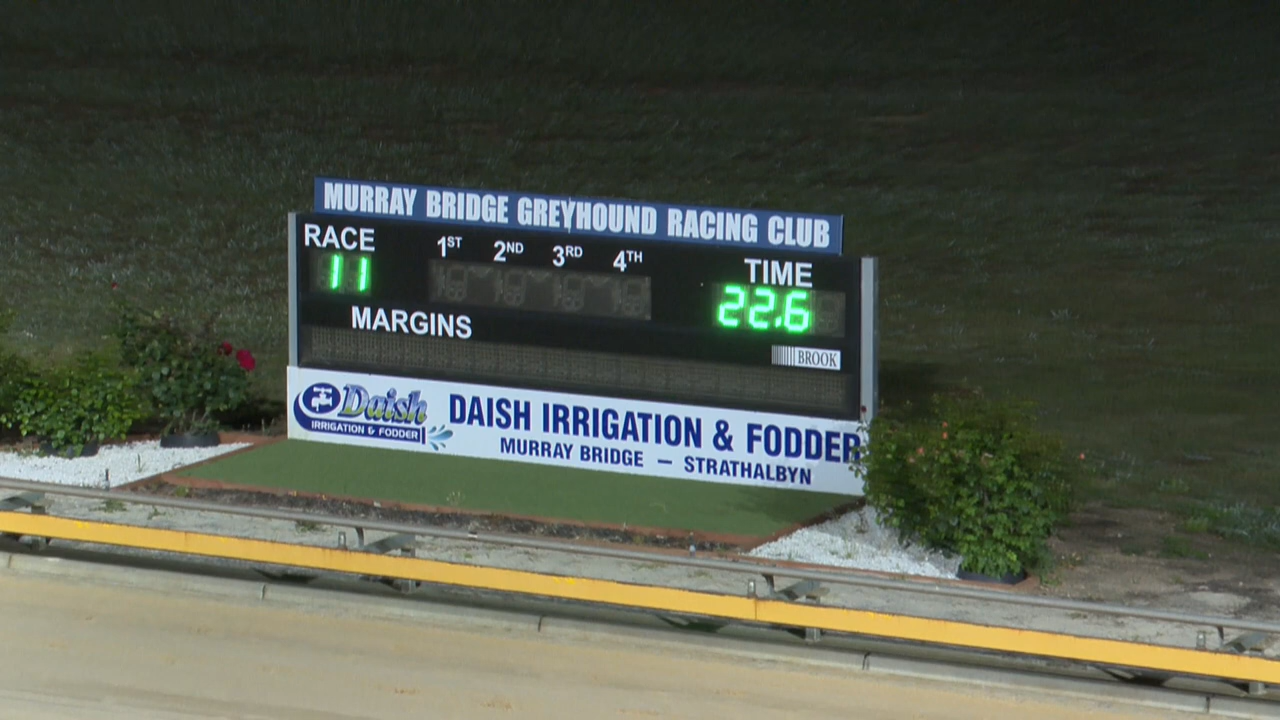 MURRAY BRIDGE GREYHOUND RACING CLUB
RACE 1ST 2ND 3RD 4TH TIME
11 22.6
MARGINS
BROOK
Daish
IRRIGATION & FODDER
DAISH IRRIGATION & FODDER
MURRAY BRIDGE – STRATHALBYN